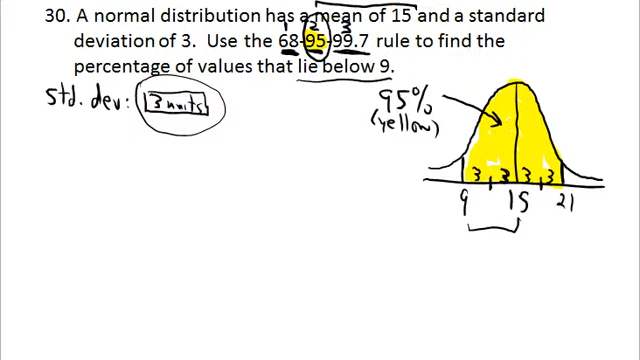 30. A normal distribution has a mean of 15 and a standard
deviation of 3. Use the 68-95-99.7 rule to find the
percentage of values that lie below 9.
1 2 3
std. dev: 3 units
95%
(yellow)
3 3 3 3
9 15 21